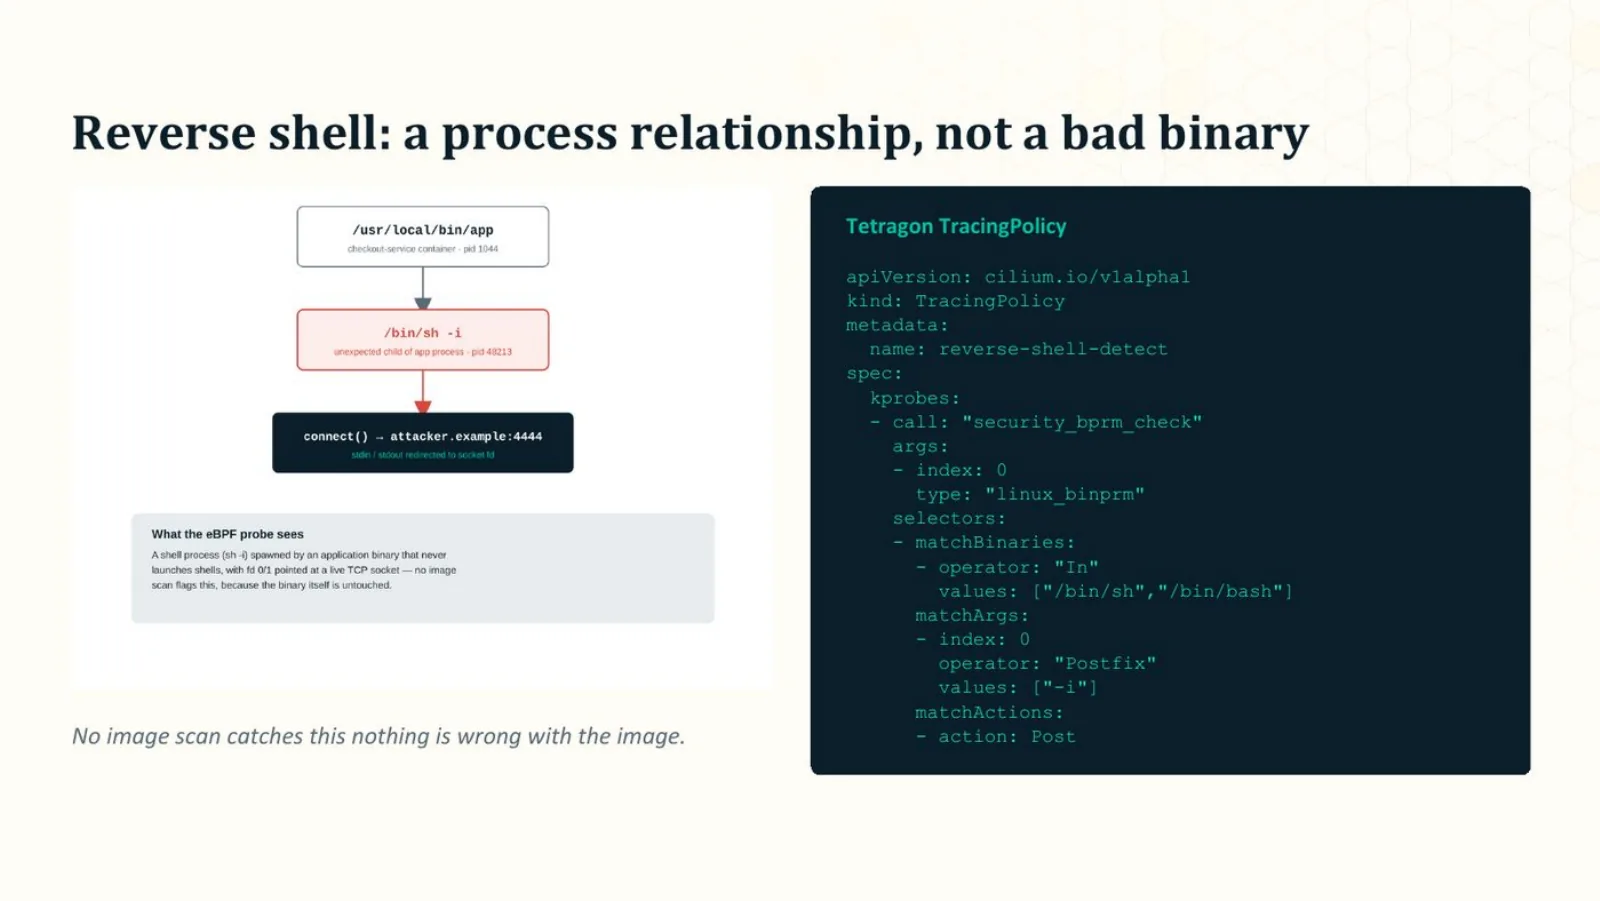 Reverse shell: a process relationship, not a bad binary
/usr/local/bin/app
checkout-service container - pid 1044
/bin/sh -i
unexpected child of app process - pid 48213
connect() → attacker.example:4444
stdin / stdout redirected to socket fd
What the eBPF probe sees
A shell process (sh -i) spawned by an application binary that never
launches shells, with fd 0/1 pointed at a live TCP socket — no image
scan flags this, because the binary itself is untouched.
No image scan catches this nothing is wrong with the image.
Tetragon TracingPolicy
apiVersion: cilium.io/v1alpha1
kind: TracingPolicy
metadata:
  name: reverse-shell-detect
spec:
  kprobes:
  - call: "security_bprm_check"
    args:
    - index: 0
      type: "linux_binprm"
    selectors:
    - matchBinaries:
      - operator: "In"
        values: ["/bin/sh","/bin/bash"]
      matchArgs:
      - index: 0
        operator: "Postfix"
        values: ["-i"]
      matchActions:
      - action: Post